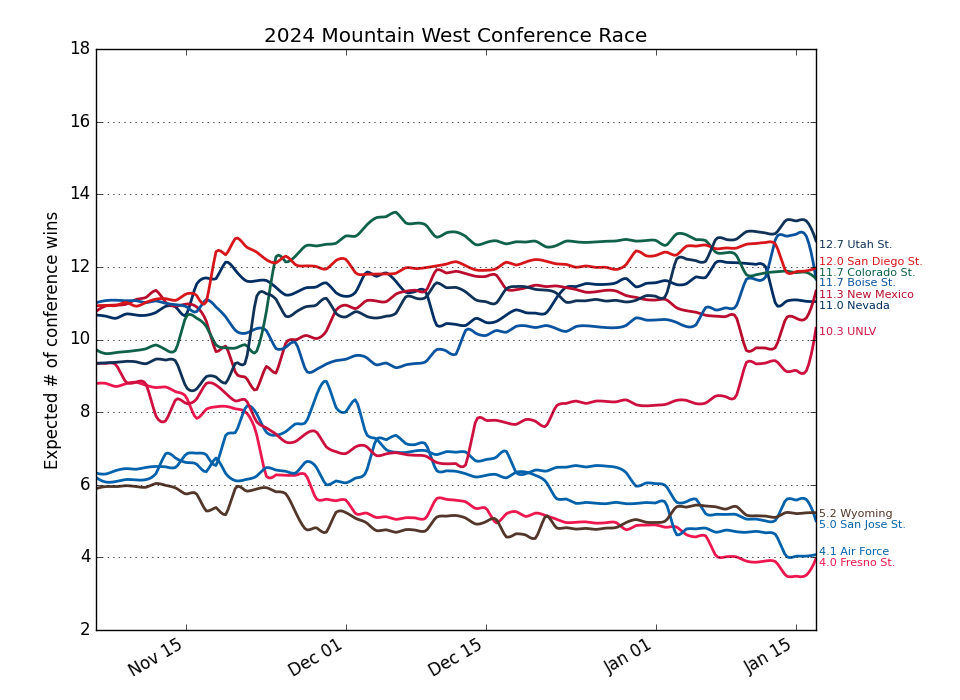 2024 Mountain West Conference Race
Expected # of conference wins
18
16
14
12
10
8
6
4
2
Nov 15
Dec 01
Dec 15
Jan 01
Jan 15
12.7 Utah St.
12.0 San Diego St.
11.7 Colorado St.
11.7 Boise St.
11.3 New Mexico
11.0 Nevada
10.3 UNLV
5.2 Wyoming
5.0 San Jose St.
4.1 Air Force
4.0 Fresno St.